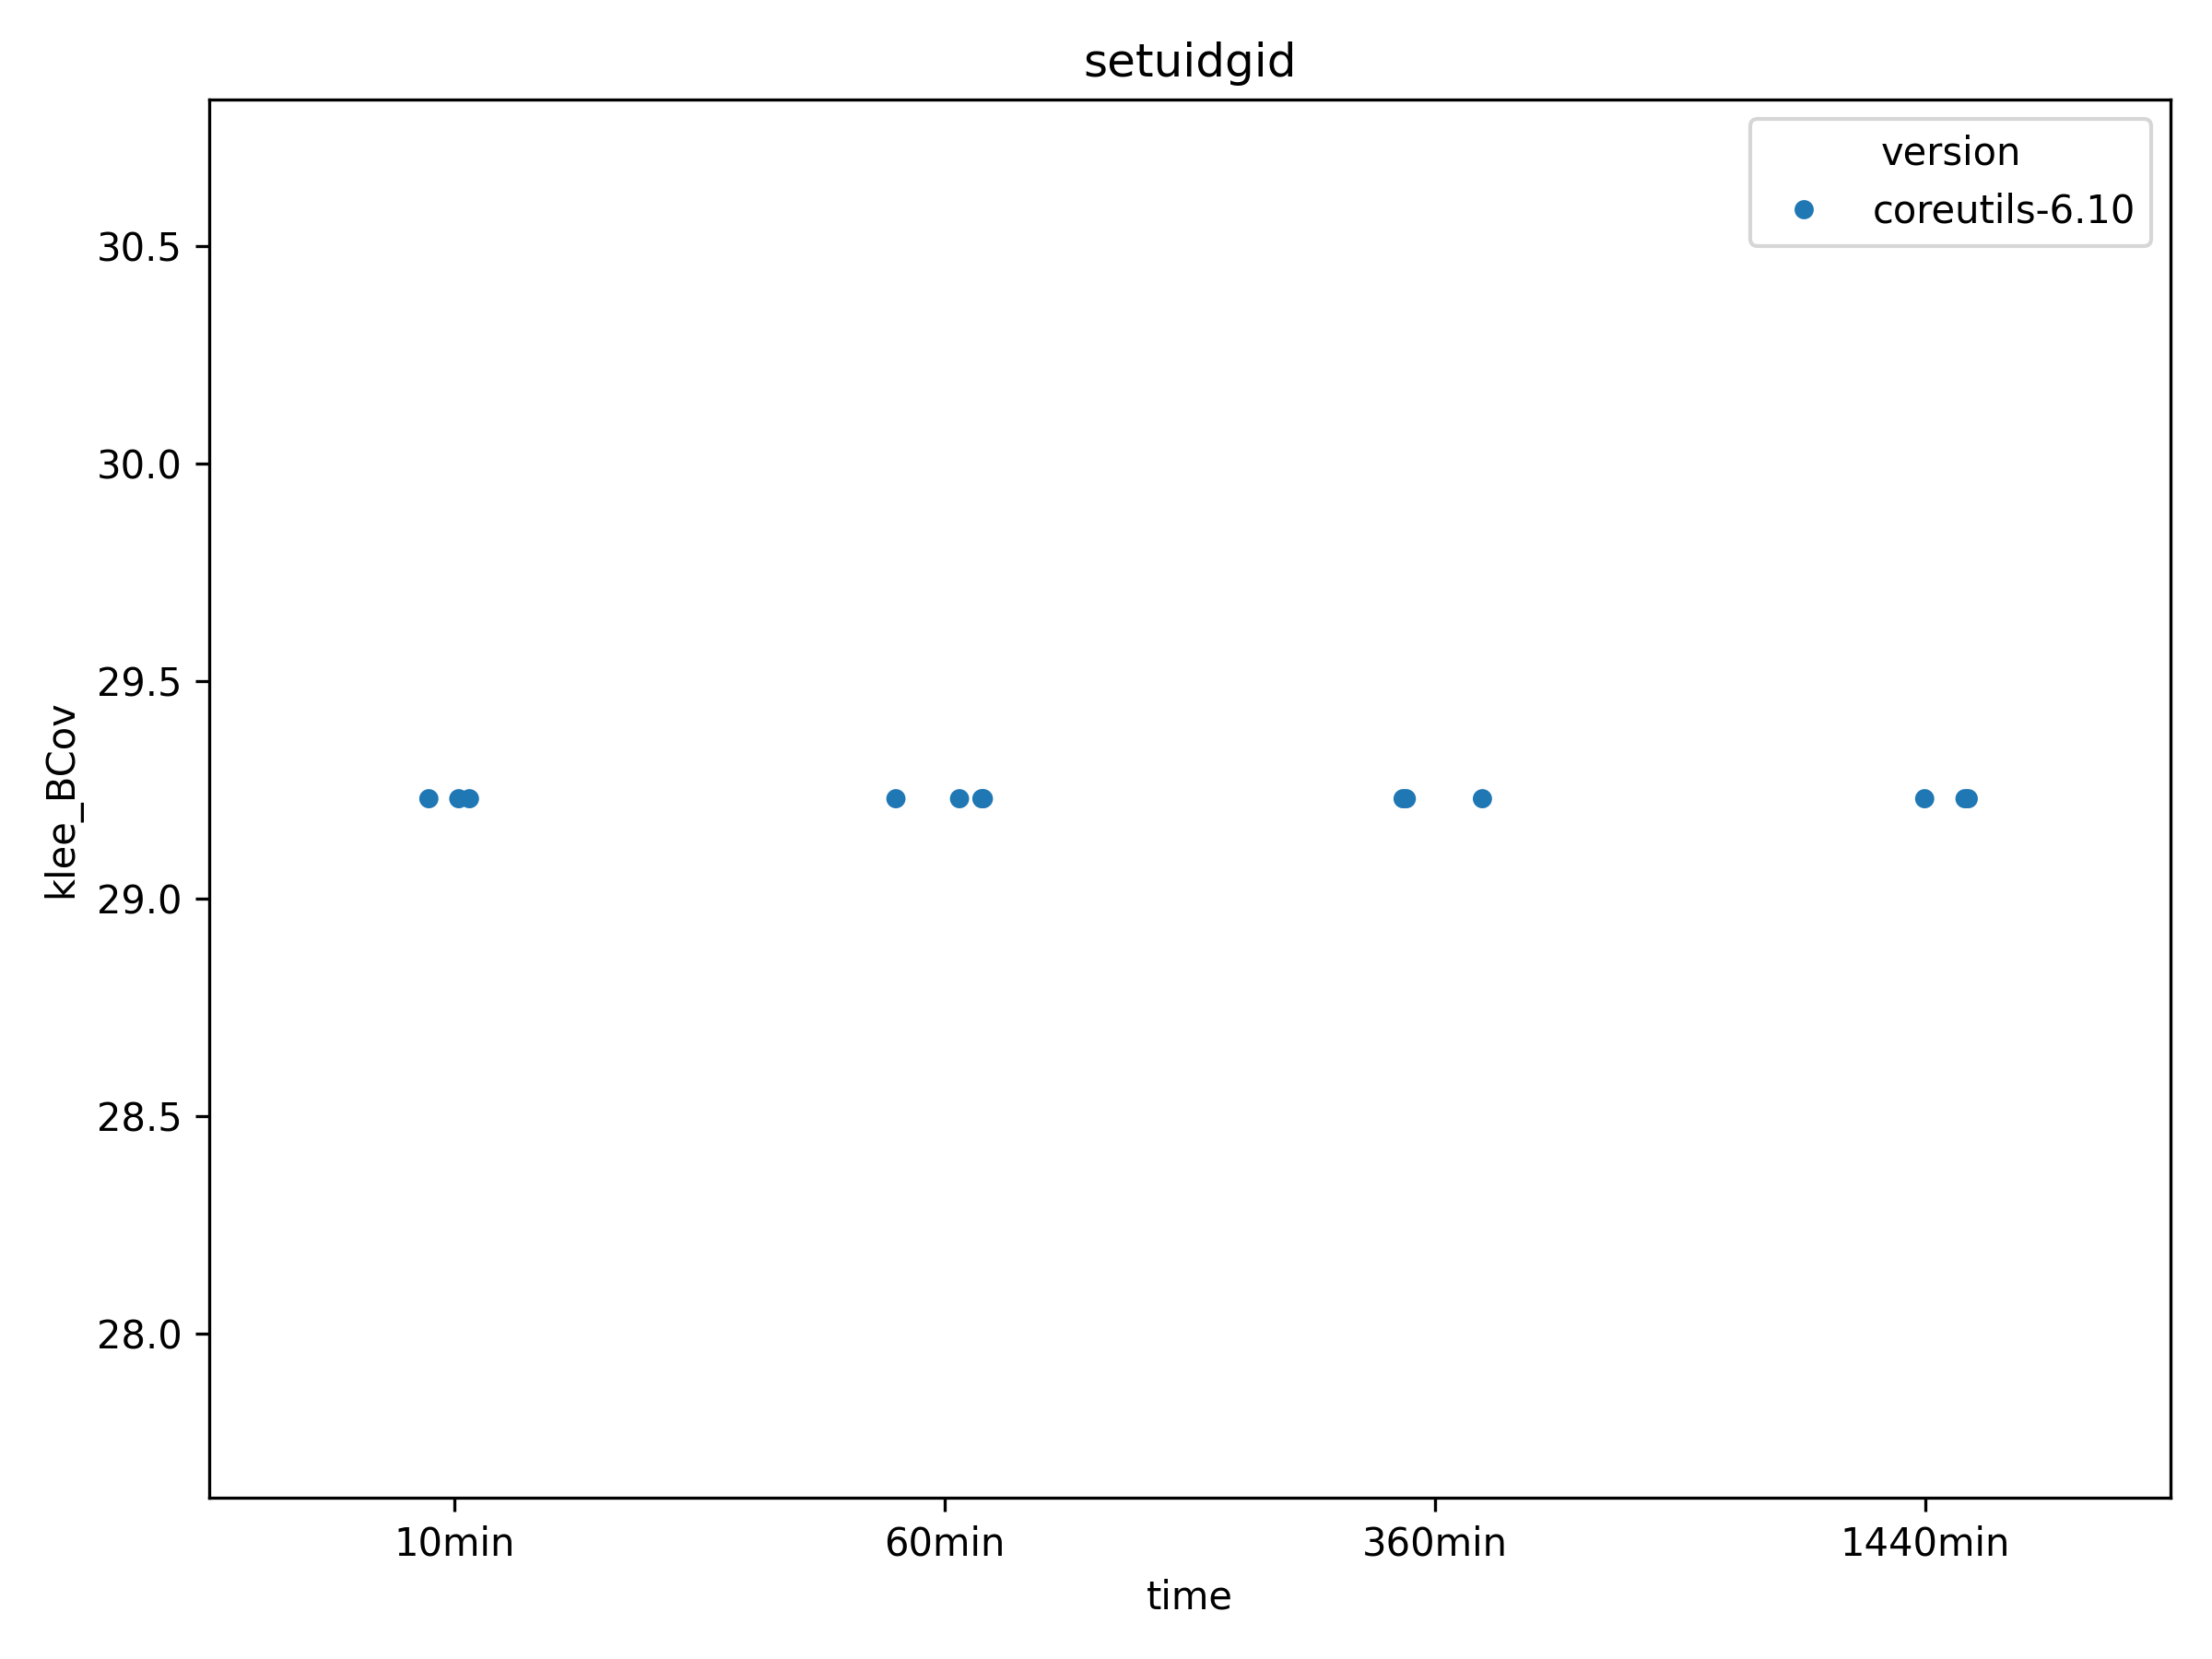 setuidgid
version
coreutils-6.10
30.5
30.0
29.5
29.0
28.5
28.0
klee_BCov
10min
60min
360min
1440min
time